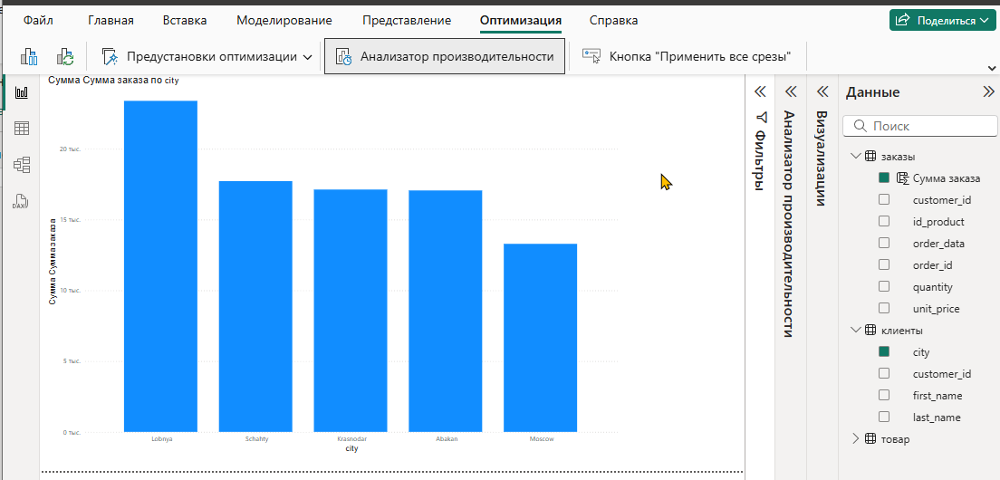 Файл Главная Вставка Моделирование Представление Оптимизация Справка Поделиться
Предустановки оптимизации Анализатор производительности Кнопка "Применить все срезы"
Сумма Сумма заказа по city
Сумма Сумма заказа
20 тыс.
15 тыс.
10 тыс.
5 тыс.
0 тыс.
Lobnya Schahty Krasnodar Abakan Moscow
city
DAX
Фильтры
Анализатор производительности
Визуализации
Данные
Поиск
заказы
Сумма заказа
customer_id
id_product
order_data
order_id
quantity
unit_price
клиенты
city
customer_id
first_name
last_name
товар